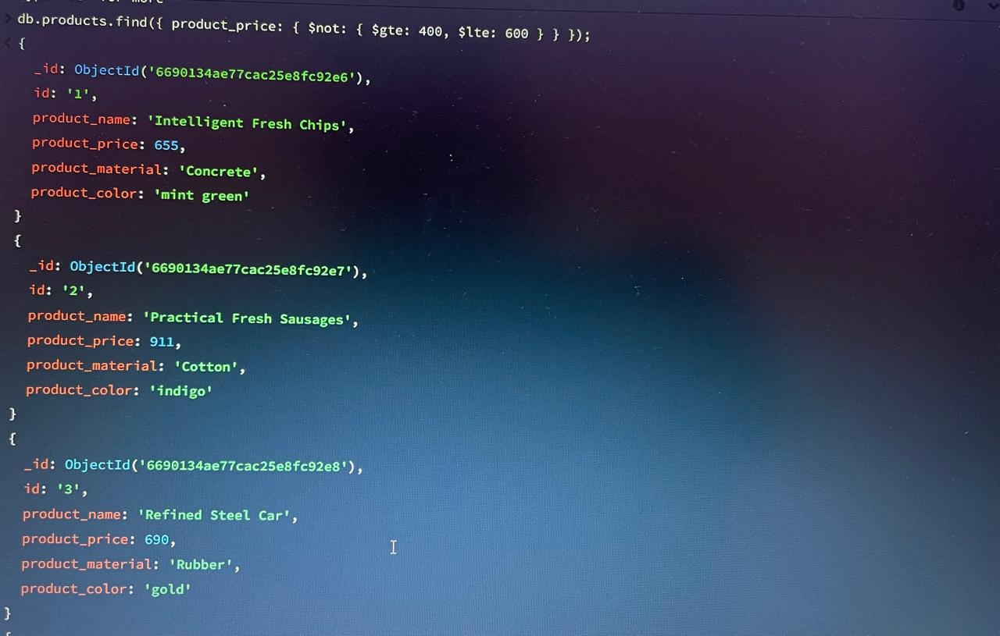 > db.products.find({ product_price: { $not: { $gte: 400, $lte: 600 } } });
< {
_id: ObjectId('6690134ae77cac25e8fc92e6'),
id: '1',
product_name: 'Intelligent Fresh Chips',
product_price: 655,
product_material: 'Concrete',
product_color: 'mint green'
}
{
_id: ObjectId('6690134ae77cac25e8fc92e7'),
id: '2',
product_name: 'Practical Fresh Sausages',
product_price: 911,
product_material: 'Cotton',
product_color: 'indigo'
}
{
_id: ObjectId('6690134ae77cac25e8fc92e8'),
id: '3',
product_name: 'Refined Steel Car',
product_price: 690,
product_material: 'Rubber',
product_color: 'gold'
}